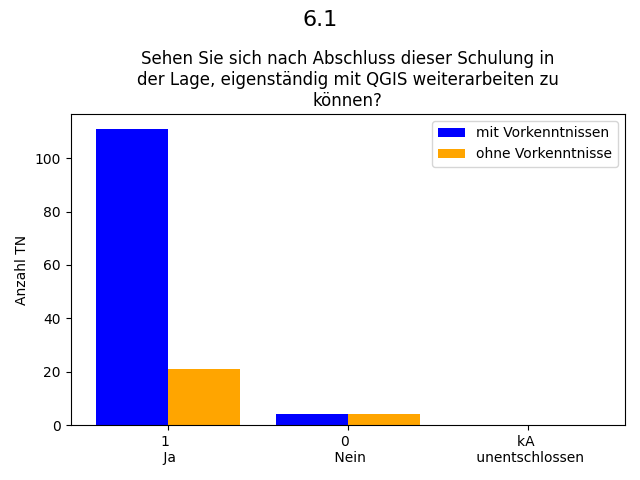 6.1
Sehen Sie sich nach Abschluss dieser Schulung in
der Lage, eigenständig mit QGIS weiterarbeiten zu
können?
mit Vorkenntnissen
ohne Vorkenntnisse
Anzahl TN
100
80
60
40
20
0
1
Ja
0
Nein
kA
unentschlossen